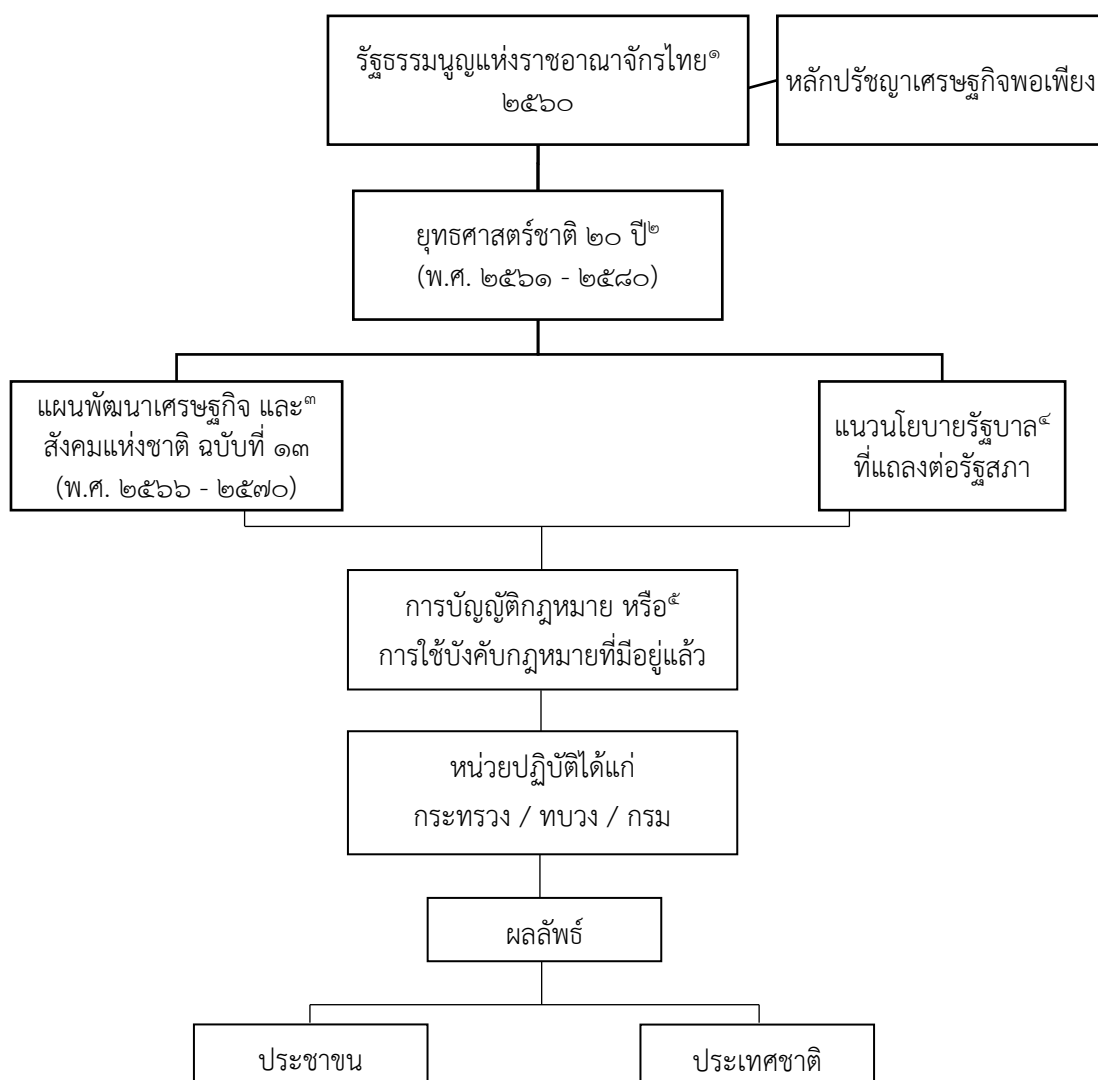 รัฐธรรมนูญแห่งราชอาณาจักรไทย๑
๒๕๖๐
หลักปรัชญาเศรษฐกิจพอเพียง
ยุทธศาสตร์ชาติ ๒๐ ปี๒
(พ.ศ. ๒๕๖๑ - ๒๕๘๐)
แผนพัฒนาเศรษฐกิจ และ๓
สังคมแห่งชาติ ฉบับที่ ๑๓
(พ.ศ. ๒๕๖๖ - ๒๕๗๐)
แนวนโยบายรัฐบาล๔
ที่แถลงต่อรัฐสภา
การบัญญัติกฎหมาย หรือ๕
การใช้บังคับกฎหมายที่มีอยู่แล้ว
หน่วยปฏิบัติได้แก่
กระทรวง / ทบวง / กรม
ผลลัพธ์
ประชาขน
ประเทศชาติ